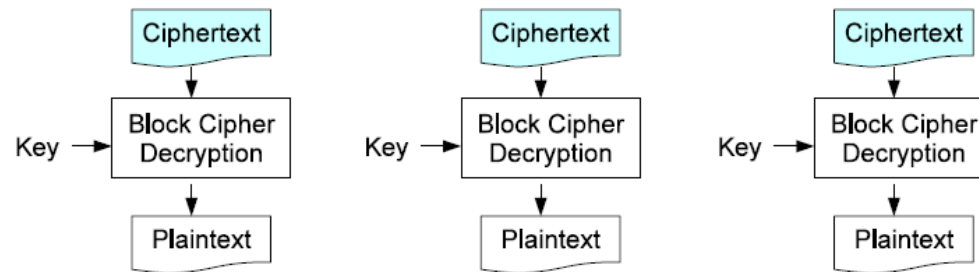 Ciphertext Ciphertext Ciphertext
Key Block Cipher Decryption Key Block Cipher Decryption Key Block Cipher Decryption
Plaintext Plaintext Plaintext